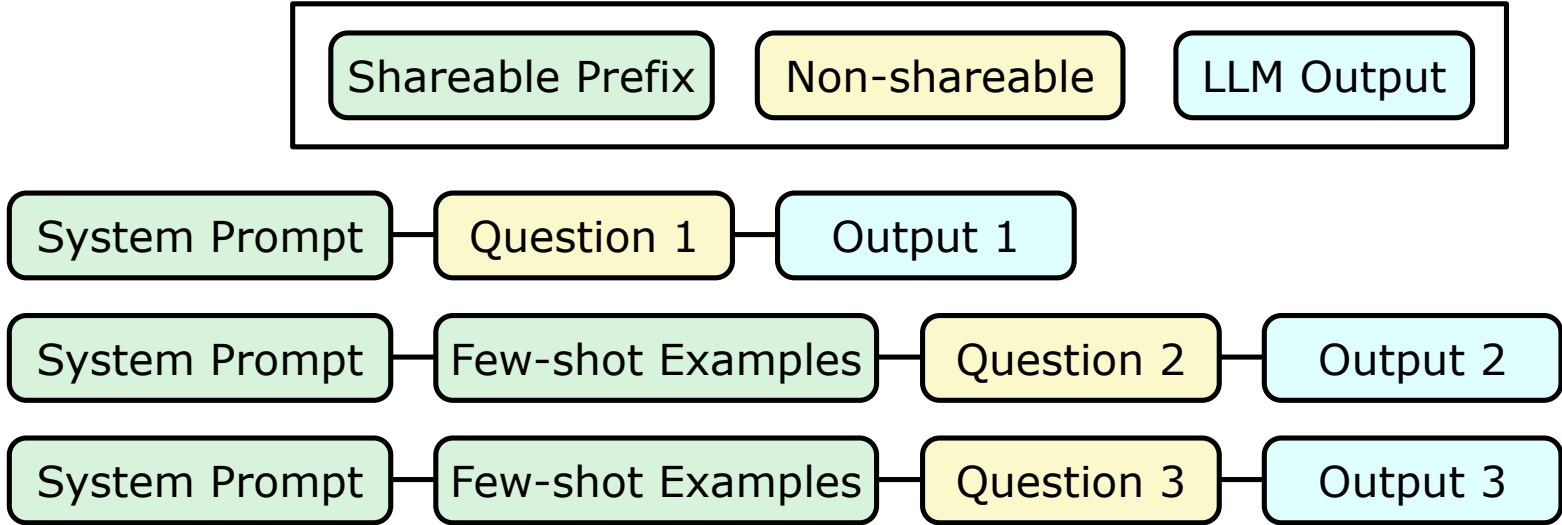 Shareable Prefix Non-shareable LLM Output
System Prompt Question 1 Output 1
System Prompt Few-shot Examples Question 2 Output 2
System Prompt Few-shot Examples Question 3 Output 3